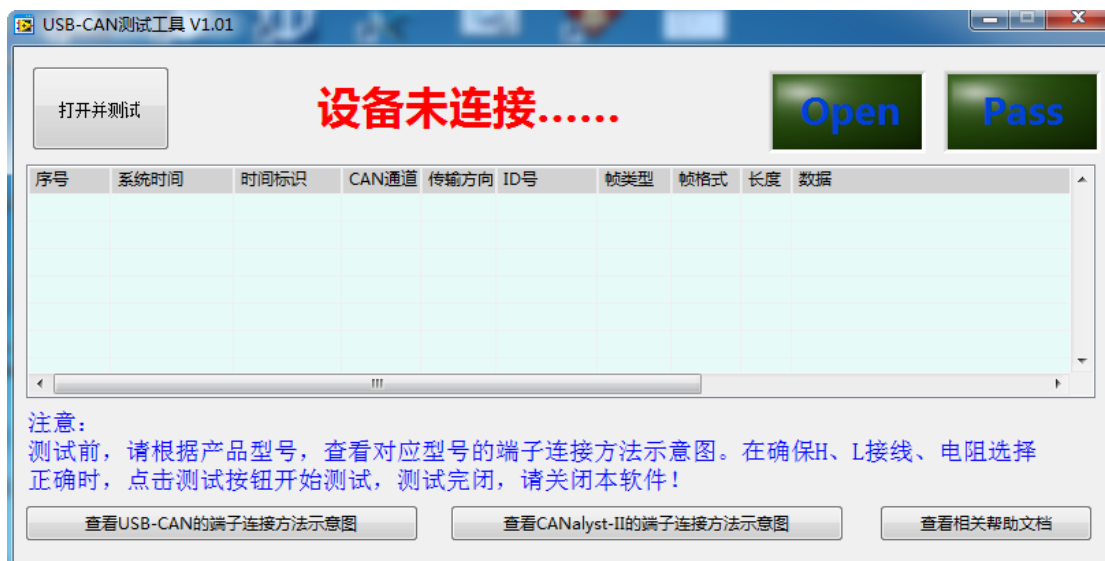 USB-CAN测试工具 V1.01
打开并测试
设备未连接……
Open
Pass
序号 系统时间 时间标识 CAN通道 传输方向 ID号 帧类型 帧格式 长度 数据
注意：
测试前，请根据产品型号，查看对应型号的端子连接方法示意图。在确保H、L接线、电阻选择
正确时，点击测试按钮开始测试，测试完闭，请关闭本软件！
查看USB-CAN的端子连接方法示意图
查看CANalyst-II的端子连接方法示意图
查看相关帮助文档